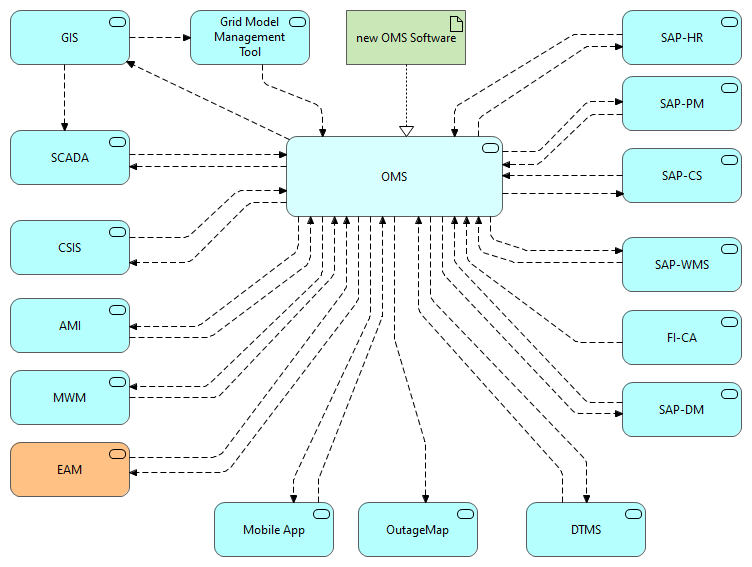 GIS
Grid Model
Management
Tool
new OMS Software
SAP-HR
SAP-PM
SCADA
OMS
SAP-CS
CSIS
SAP-WMS
AMI
FI-CA
MWM
SAP-DM
EAM
Mobile App
OutageMap
DTMS